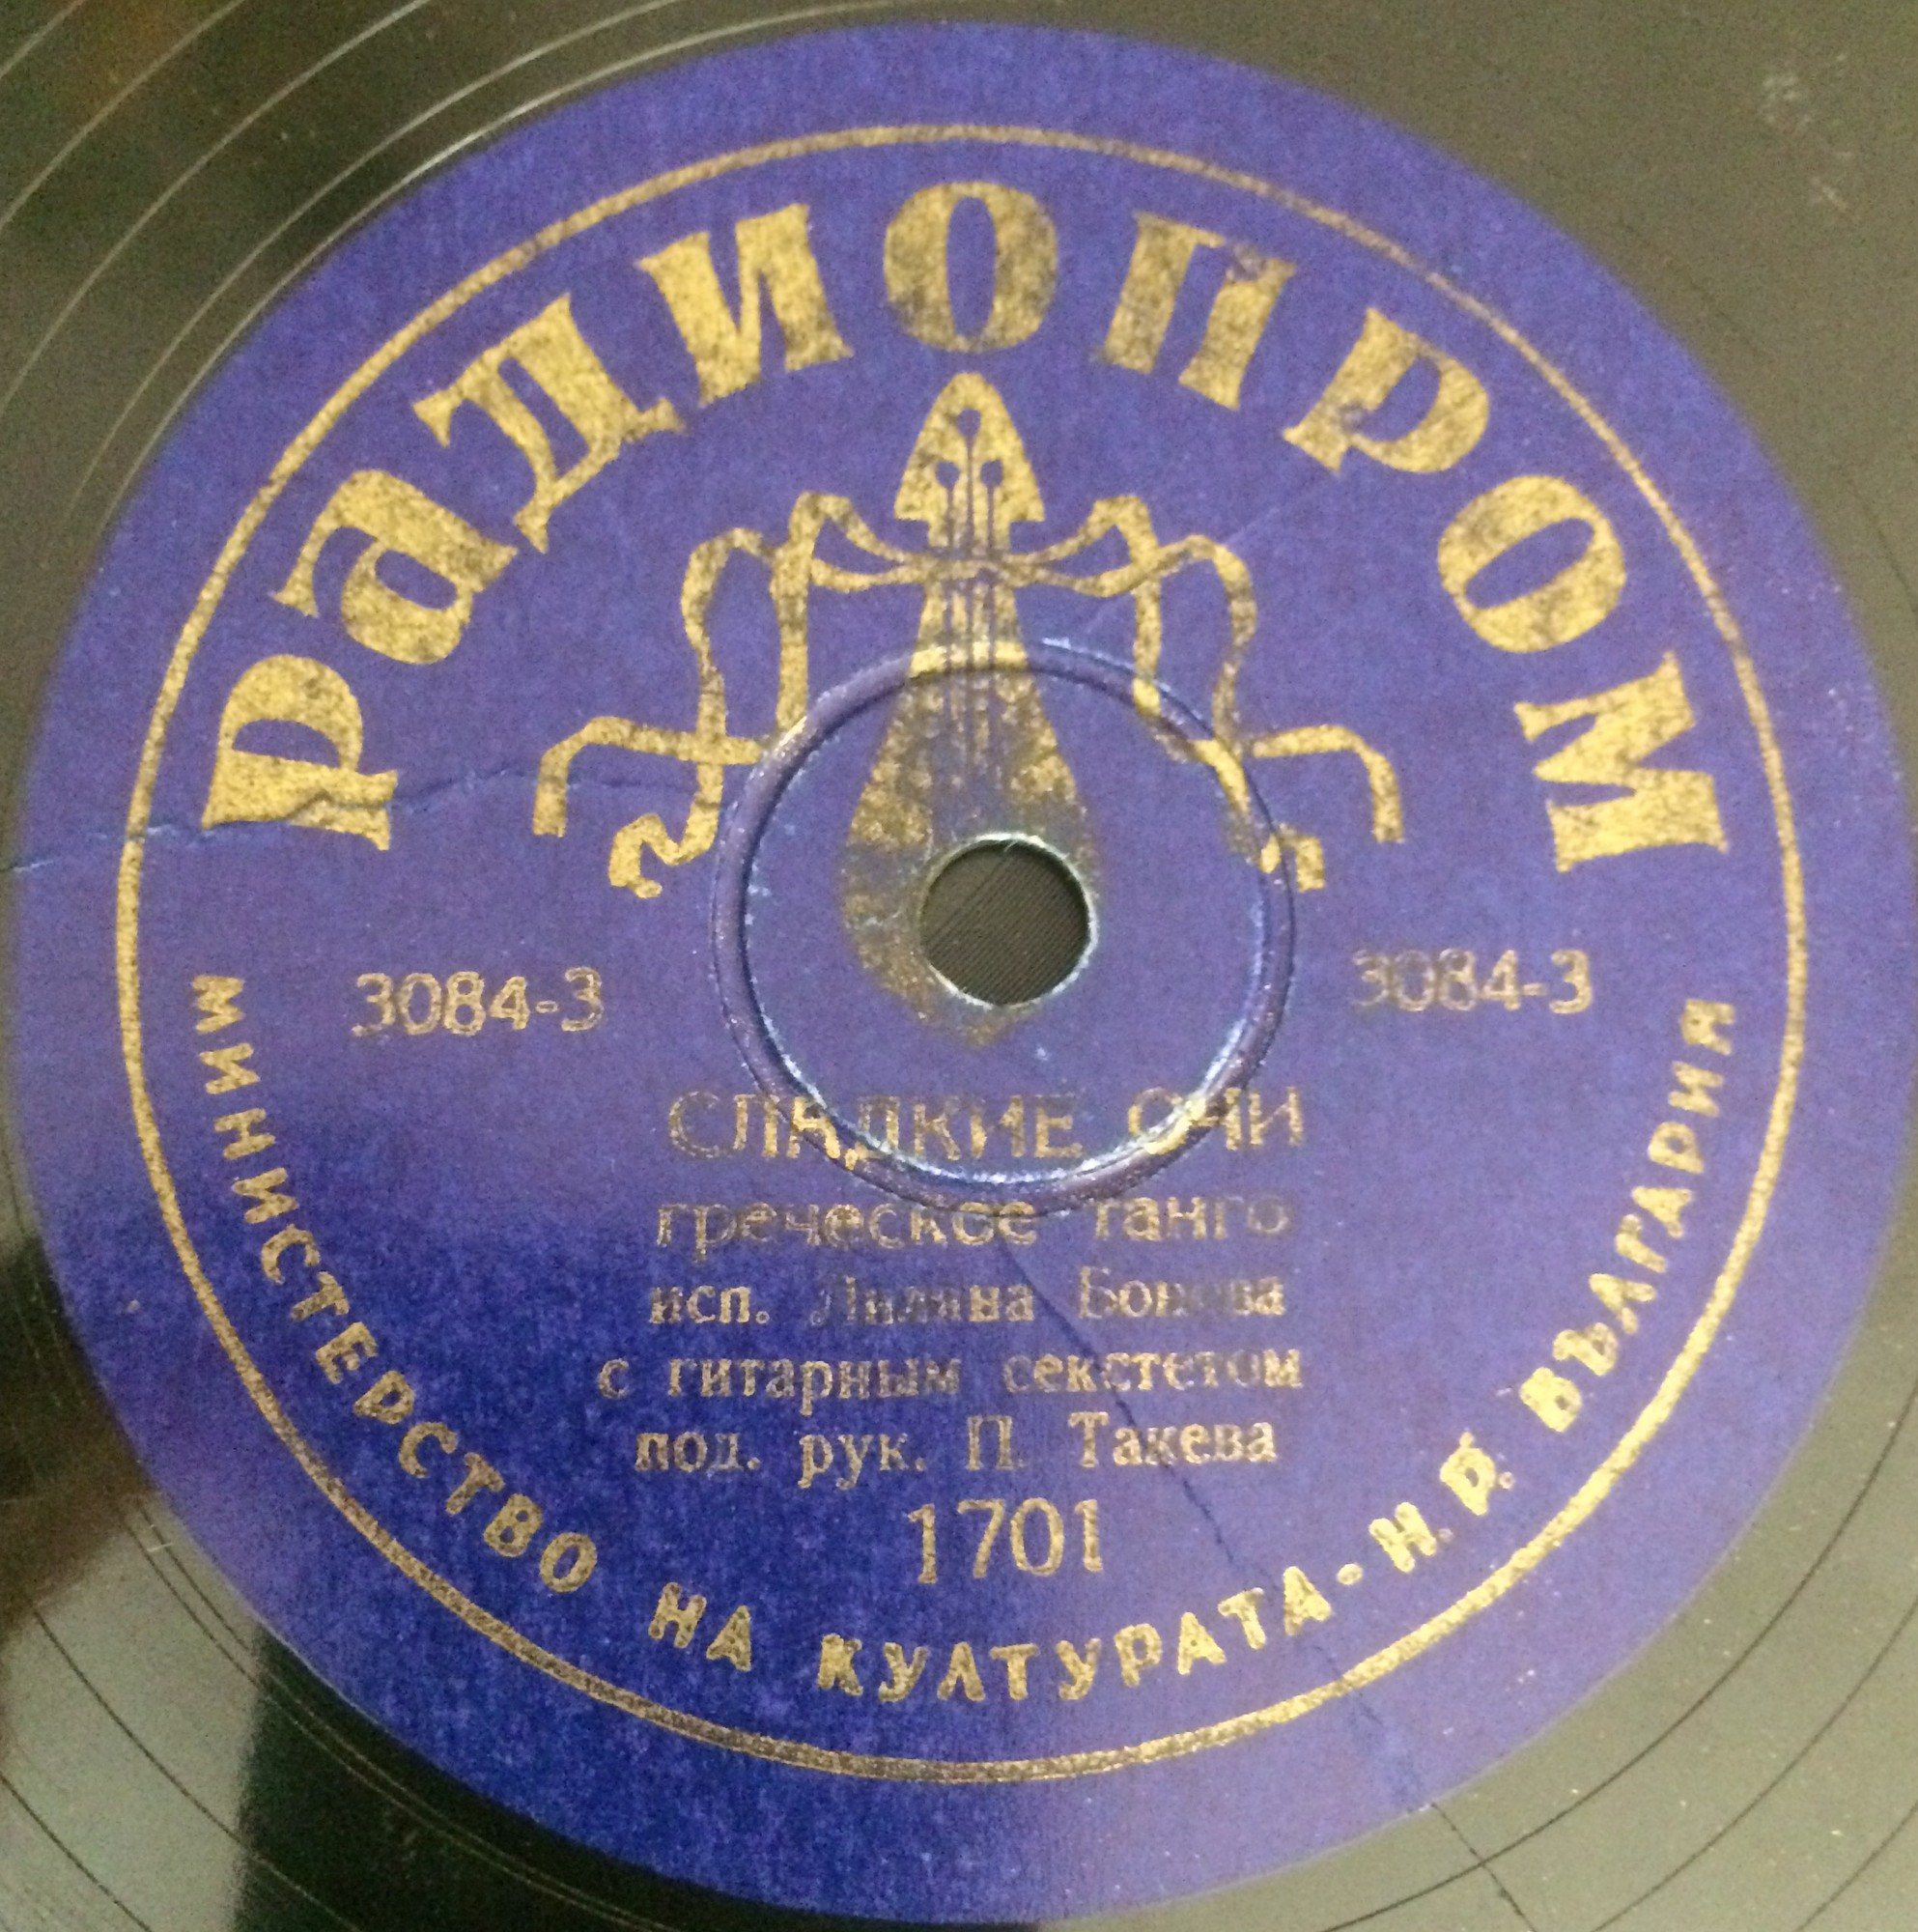 РАДИОПРОМ
3084-3 3084-3
СЛАДКИЕ ОЧИ
греческое танго
исп. Лиляна
с гитарным секстетом
под. рук. П. Такева
1701
МИНИСТЕРСТВО НА КУЛТУРАТА - Н. Р. БЪЛГАРИЯ